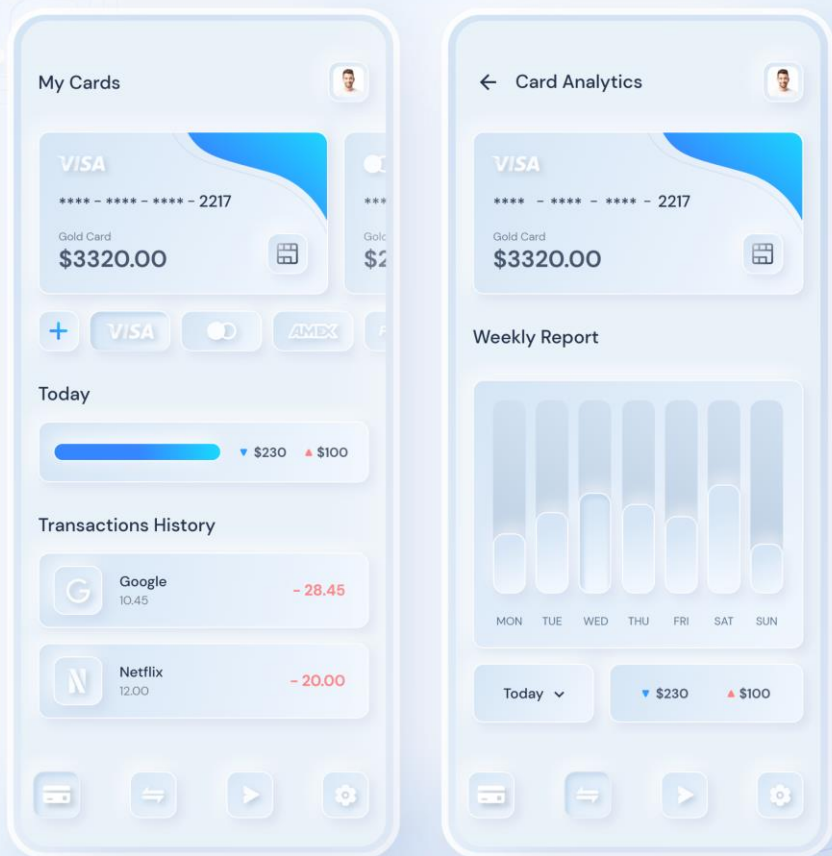 My Cards
VISA
**** - **** - **** - 2217
Gold Card
$3320.00
VISA
AMEX
Today
$230 $100
Transactions History
G
Google
10.45
- 28.45
N
Netflix
12.00
- 20.00
Card Analytics
VISA
**** - **** - **** - 2217
Gold Card
$3320.00
Weekly Report
MON TUE WED THU FRI SAT SUN
Today
$230 $100